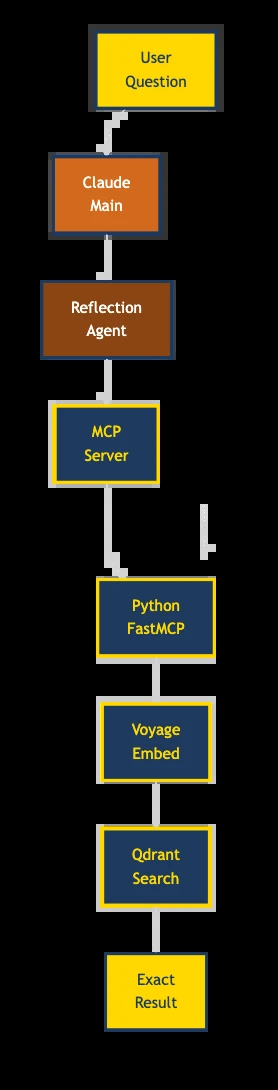 User
Question
Claude
Main
Reflection
Agent
MCP
Server
Python
FastMCP
Voyage
Embed
Qdrant
Search
Exact
Result